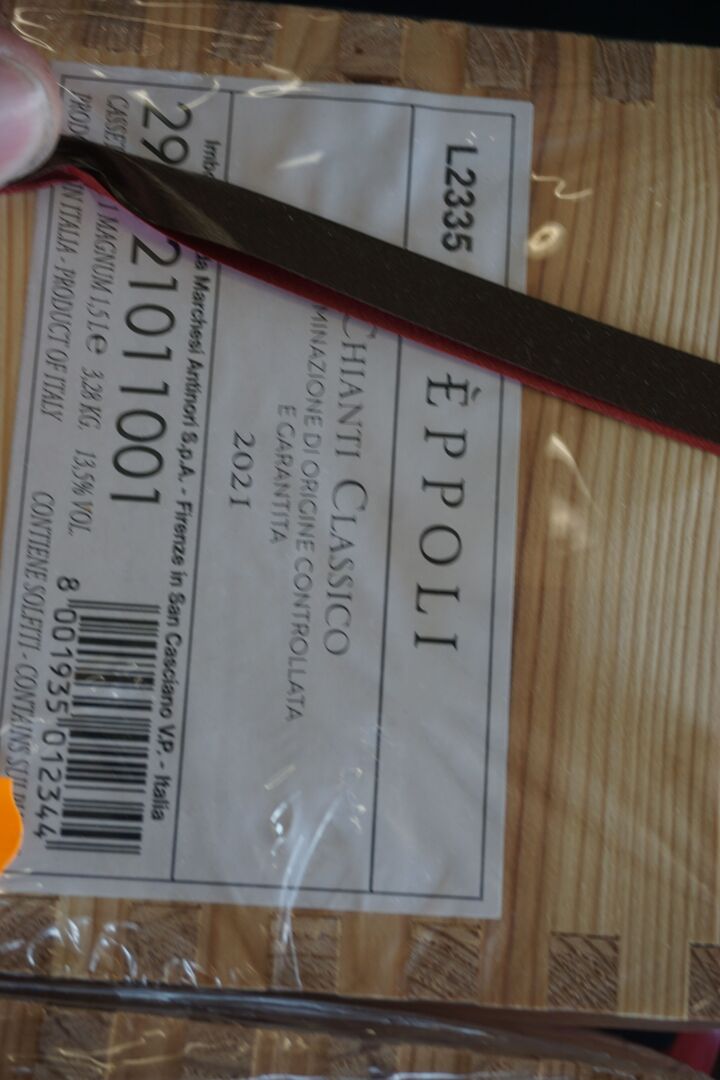 L2335
ÈPPOLI
CHIANTI CLASSICO
MINAZIONE DI ORIGINE CONTROLLATA
E GARANTITA
2021
Marchesi Antinori S.p.A. - Firenze in San Casciano V.P. - Italia
29 21011001
1 MAGNUM 1,5 L e 3,28 KG. 13,5% VOL.
IN ITALIA - PRODUCT OF ITALY
CONTIENE SOLFITI - CONTAINS
8 001935 012344